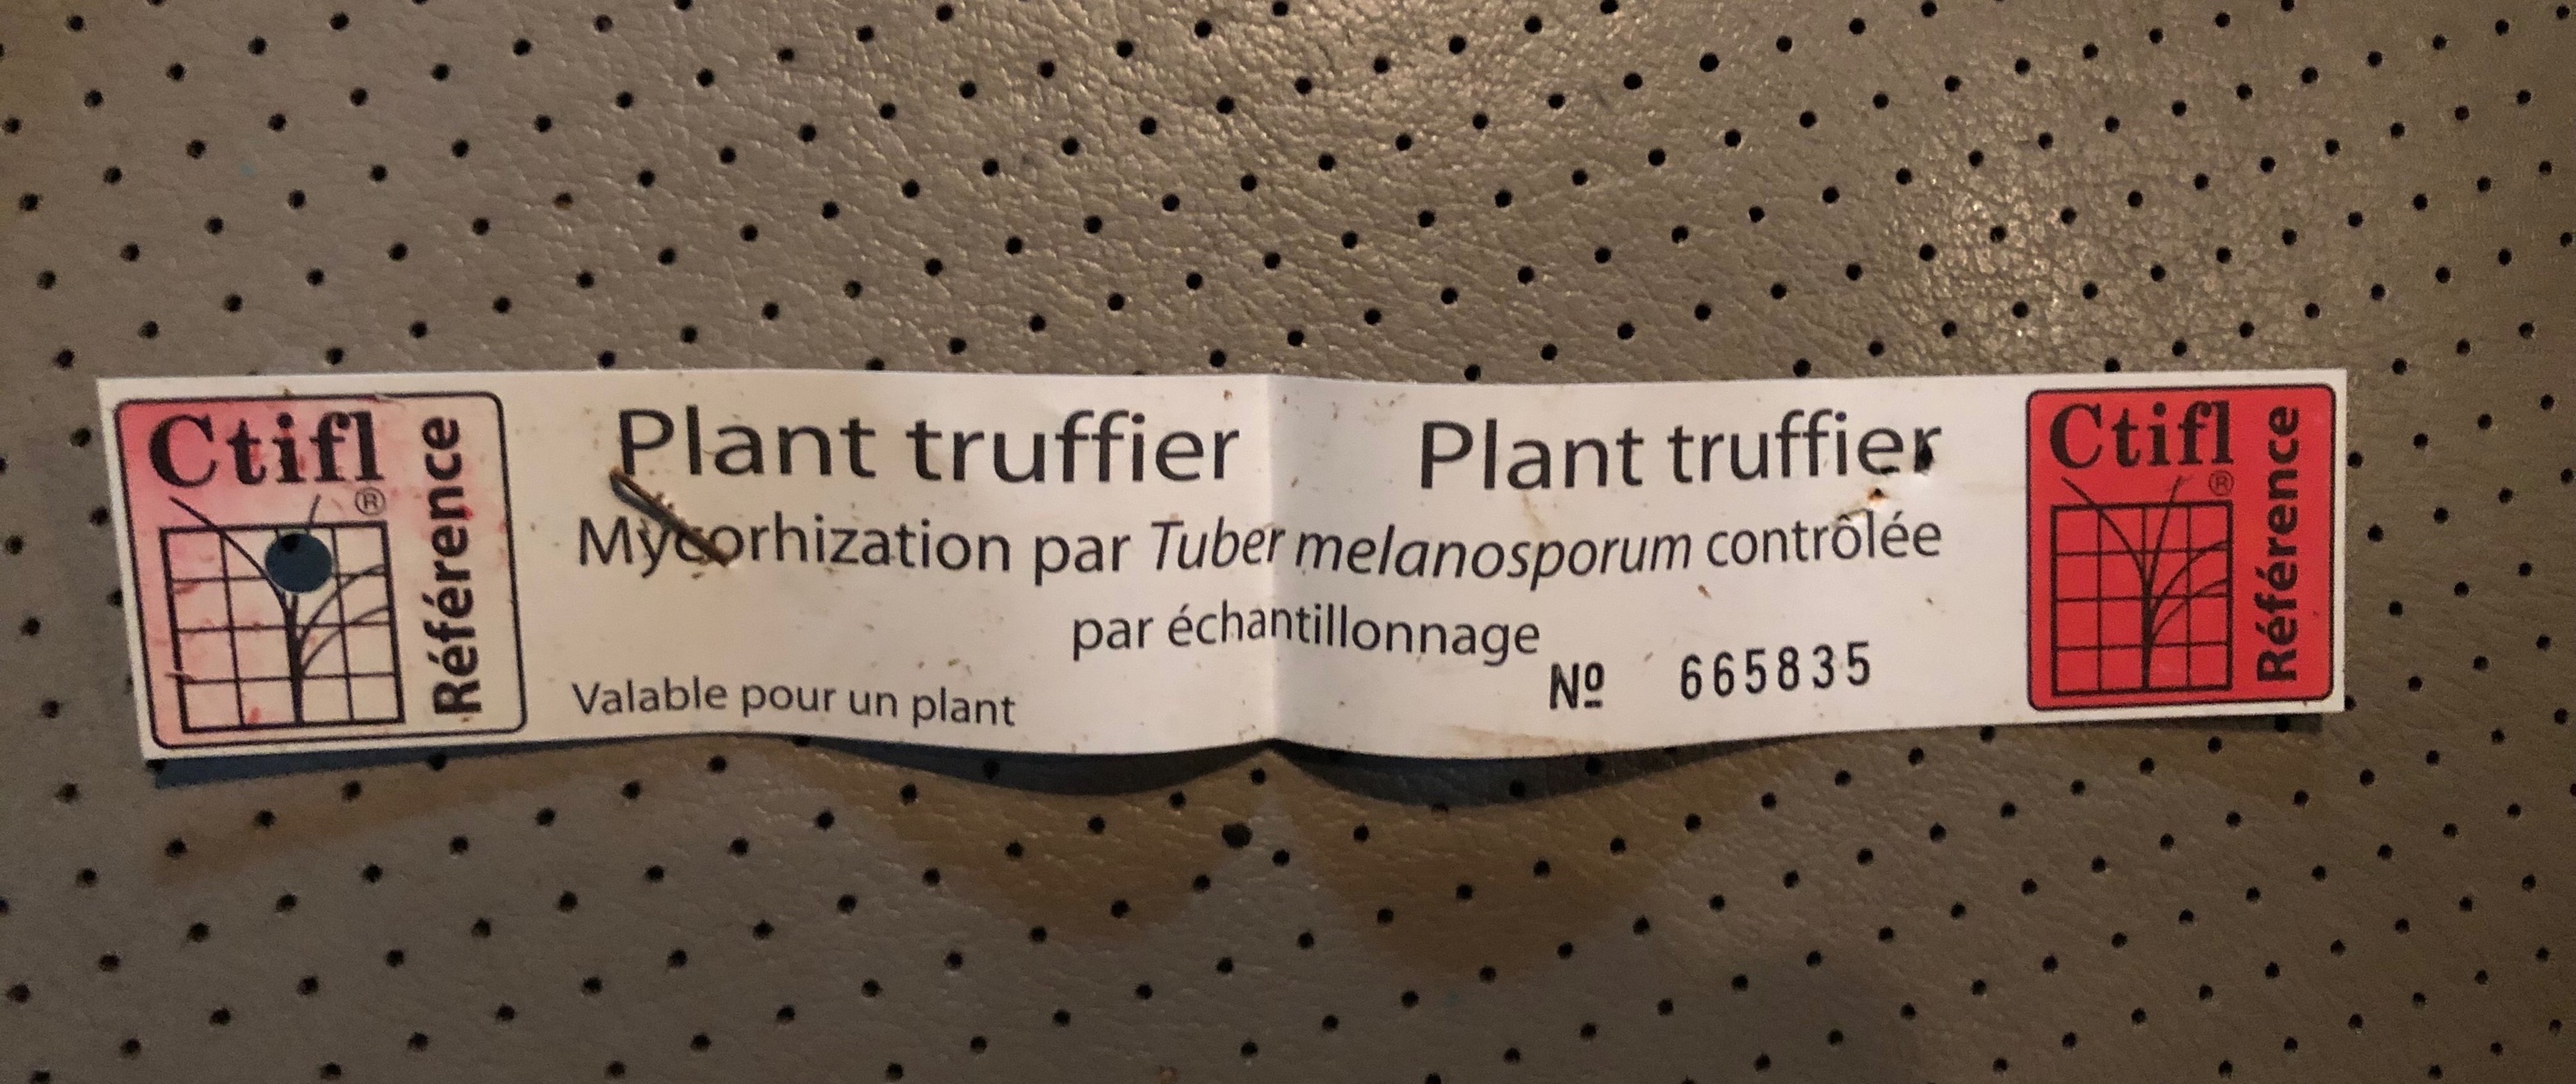 Ctifl
®
Référence
Plant truffier Plant truffier
Mycorhization par Tuber melanosporum contrôlée
par échantillonnage
Valable pour un plant
Nº 665835
Ctifl
®
Référence